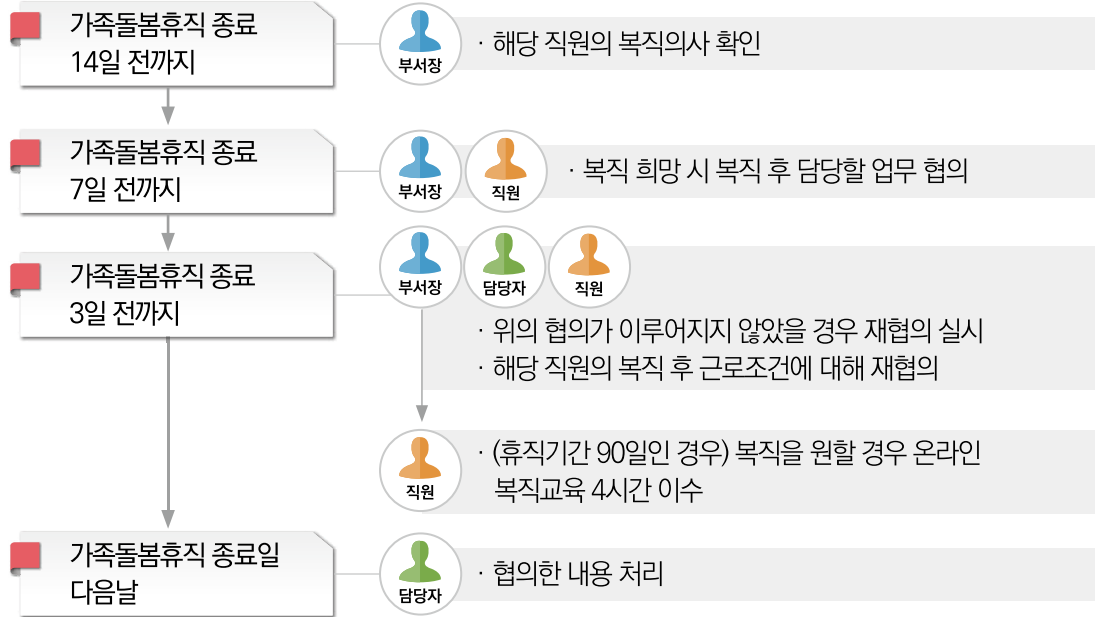 가족돌봄휴직 종료
14일 전까지
부서장
· 해당 직원의 복직의사 확인
가족돌봄휴직 종료
7일 전까지
부서장
직원
· 복직 희망 시 복직 후 담당할 업무 협의
가족돌봄휴직 종료
3일 전까지
부서장
담당자
직원
· 위의 협의가 이루어지지 않았을 경우 재협의 실시
· 해당 직원의 복직 후 근로조건에 대해 재협의
직원
· (휴직기간 90일인 경우) 복직을 원할 경우 온라인
복직교육 4시간 이수
가족돌봄휴직 종료일
다음날
담당자
· 협의한 내용 처리